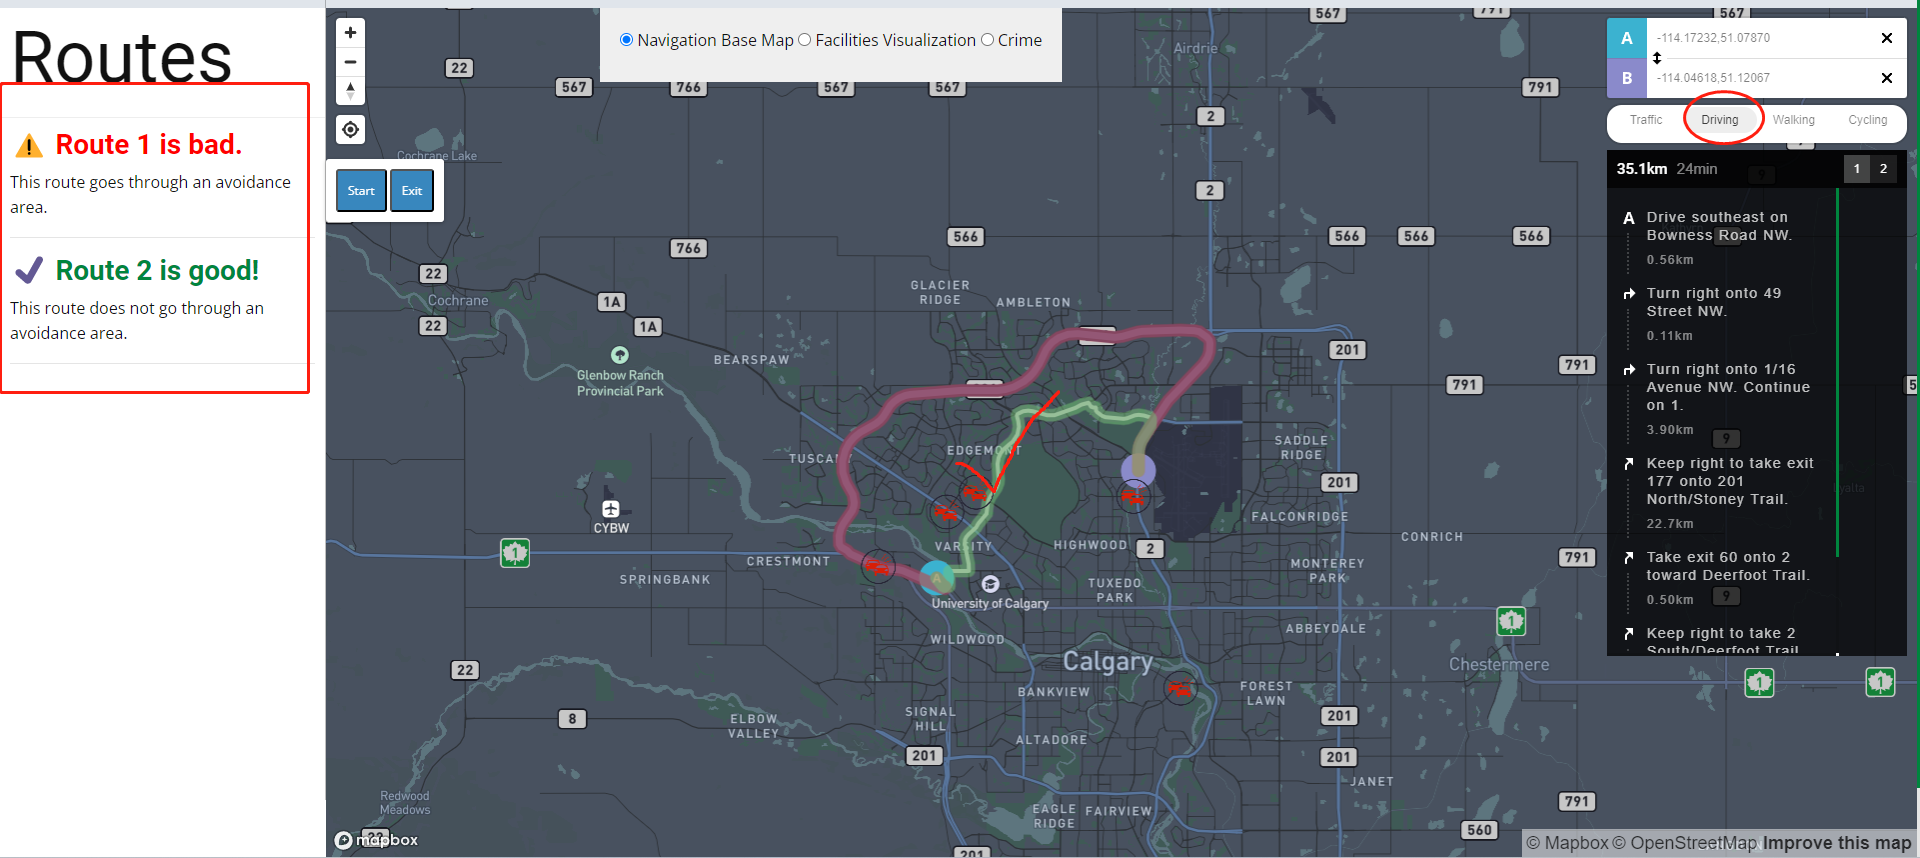 Routes
Route 1 is bad.
This route goes through an avoidance
area.
Route 2 is good!
This route does not go through an
avoidance area.
Start
Exit
Navigation Base Map
Facilities Visualization
Crime
A
-114.17232,51.07870
B
-114.04618,51.12067
Traffic
Driving
Walking
Cycling
35.1km 24min
1
2
A
Drive southeast on
Bowness Road NW.
0.56km
Turn right onto 49
Street NW.
0.11km
Turn right onto 1/16
Avenue NW. Continue
on 1.
3.90km
Keep right to take exit
177 onto 201
North/Stoney Trail.
22.7km
Take exit 60 onto 2
toward Deerfoot Trail.
0.50km
Keep right to take 2
South/Deerfoot Trail
567
791
567
22
567
766
567
567
791
Airdrie
2
Cochrane Lake
2
9
766
566
566
566
566
22
Cochrane
22
1A
1A
GLACIER
RIDGE
AMBLETON
201
791
791
BEARSPAW
Glenbow Ranch
Provincial Park
TUSCANY
EDGEMONT
SADDLE
RIDGE
9
201
Lyalta
CYBW
FALCONRIDGE
1
VARSITY
HIGHWOOD
2
CONRICH
791
CRESTMONT
SPRINGBANK
A
University of Calgary
TUXEDO
PARK
MONTEREY
PARK
9
WILDWOOD
ABBEYDALE
1
22
Calgary
Chestermere
1
1
BANKVIEW
FOREST
LAWN
8
ELBOW
VALLEY
SIGNAL
HILL
201
201
ALTADORE
201
JANET
Redwood
Meadows
EAGLE
RIDGE
FAIRVIEW
791
22
560
201
mapbox
© Mapbox © OpenStreetMap Improve this map